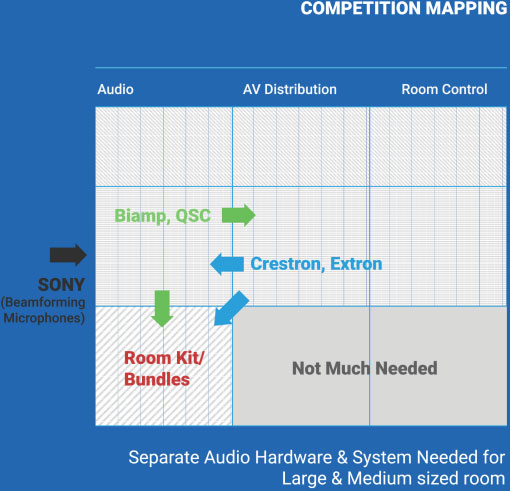 COMPETITION MAPPING
Audio
AV Distribution
Room Control
Biamp, QSC
Crestron, Extron
SONY
(Beamforming
Microphones)
Room Kit/
Bundles
Not Much Needed
Separate Audio Hardware & System Needed for
Large & Medium sized room